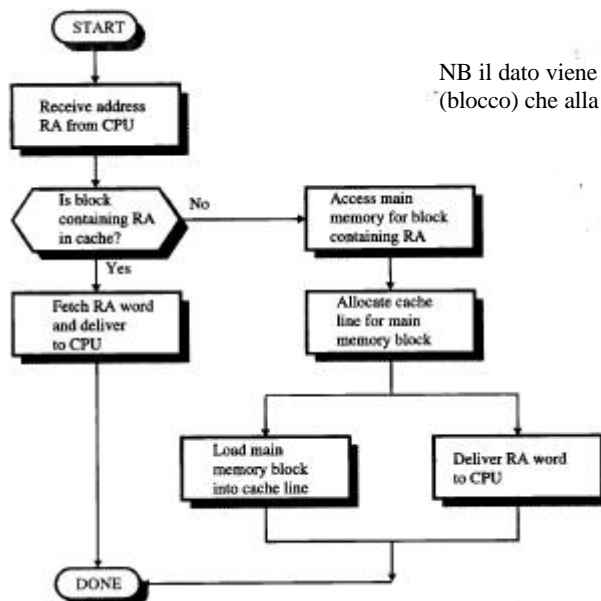 START
NB il dato viene
(blocco) che alla
Receive address
RA from CPU
Is block
containing RA
in cache?
No
Access main
memory for block
containing RA
Yes
Fetch RA word
and deliver
to CPU
Allocate cache
line for main
memory block
Load main
memory block
into cache line
Deliver RA word
to CPU
DONE